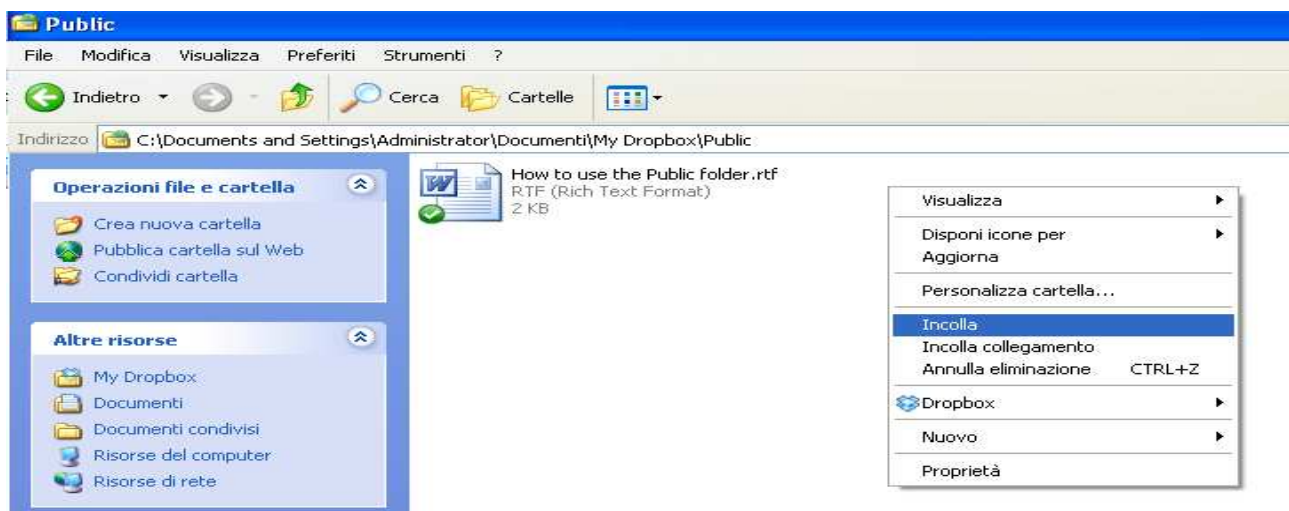 Public
File Modifica Visualizza Preferiti Strumenti ?
Indietro Cerca Cartelle
Indirizzo C:\Documents and Settings\Administrator\Documenti\My Dropbox\Public
Operazioni file e cartella
Crea nuova cartella
Pubblica cartella sul Web
Condividi cartella
Altre risorse
My Dropbox
Documenti
Documenti condivisi
Risorse del computer
Risorse di rete
How to use the Public folder.rtf
RTF (Rich Text Format)
2 KB
Visualizza
Disponi icone per
Aggiorna
Personalizza cartella...
Incolla
Incolla collegamento
Annulla eliminazione CTRL+Z
Dropbox
Nuovo
Proprietà